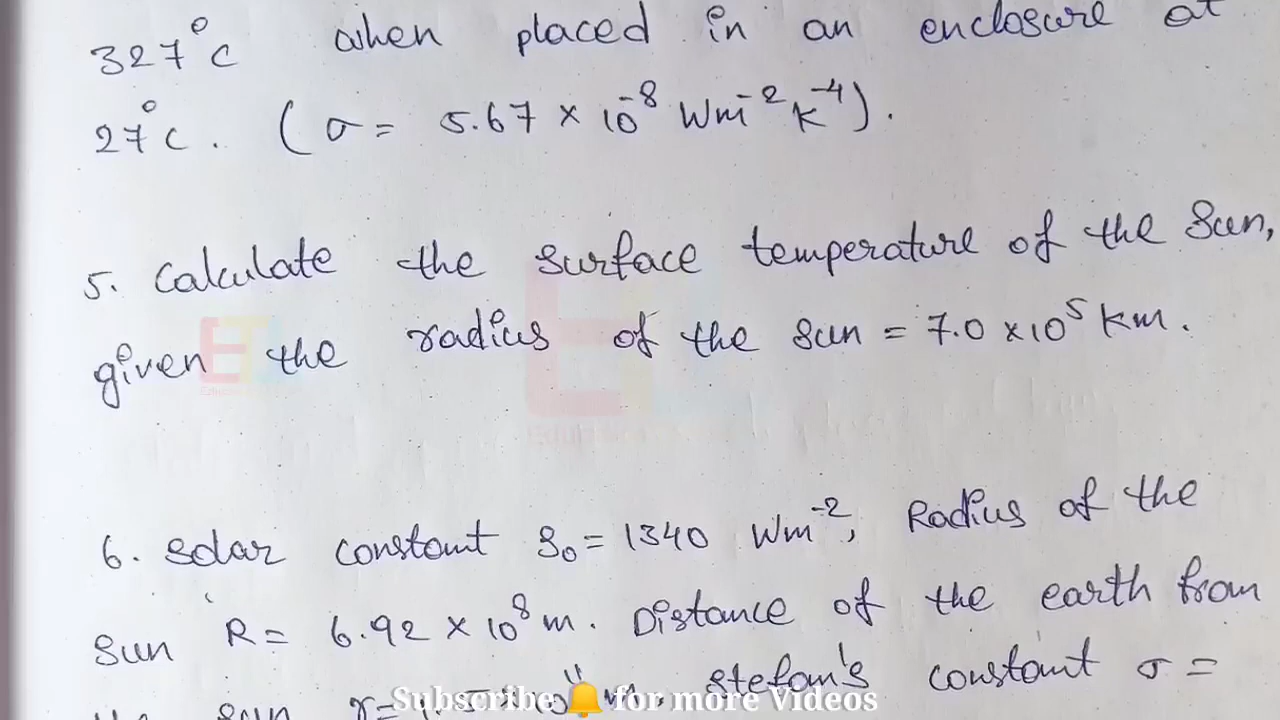 327°C when placed in an enclosure at
27°C. (σ = 5.67 × 10⁻⁸ Wm⁻² K⁻⁴).
5. Calculate the surface temperature of the Sun,
given the radius of the sun = 7.0 × 10⁵ km.
6. Solar constant S₀ = 1340 Wm⁻², Radius of the
sun R = 6.92 × 10⁸ m. Distance of the earth from
sun r= stefan's constant σ =
Subscribe 🔔 for more Videos